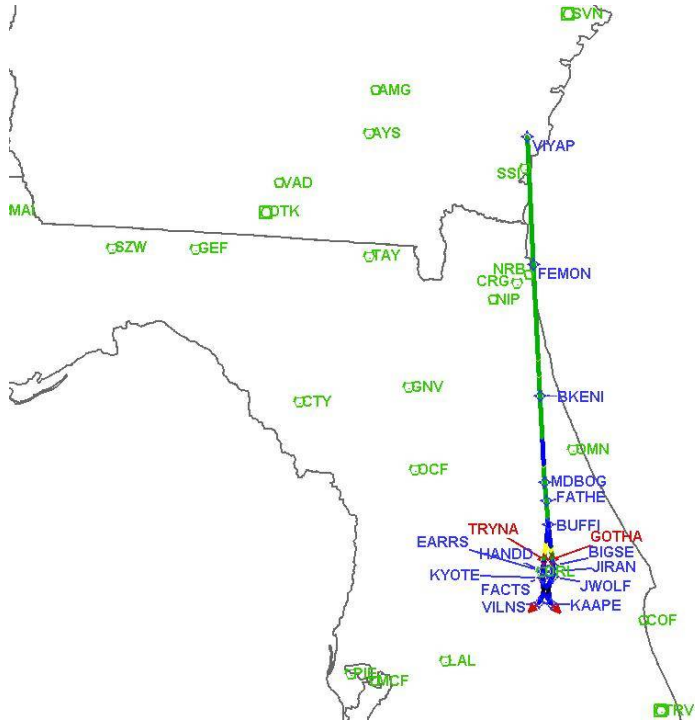 SVN
AMG
AYS
VIYAP
SSI
VAD
OTK
MAI
SZW
GEF
TAY
NRB
FEMON
CRG
NIP
GNV
BKENI
CTY
OMN
OCF
MDBOG
FATHE
TRYNA
BUFFI
EARRS
GOTHA
HANDD
BIGSE
ORL
JIRAN
KYOTE
JWOLF
FACTS
VILNS
KAAPE
COF
LAL
PIE
MCF
TRV